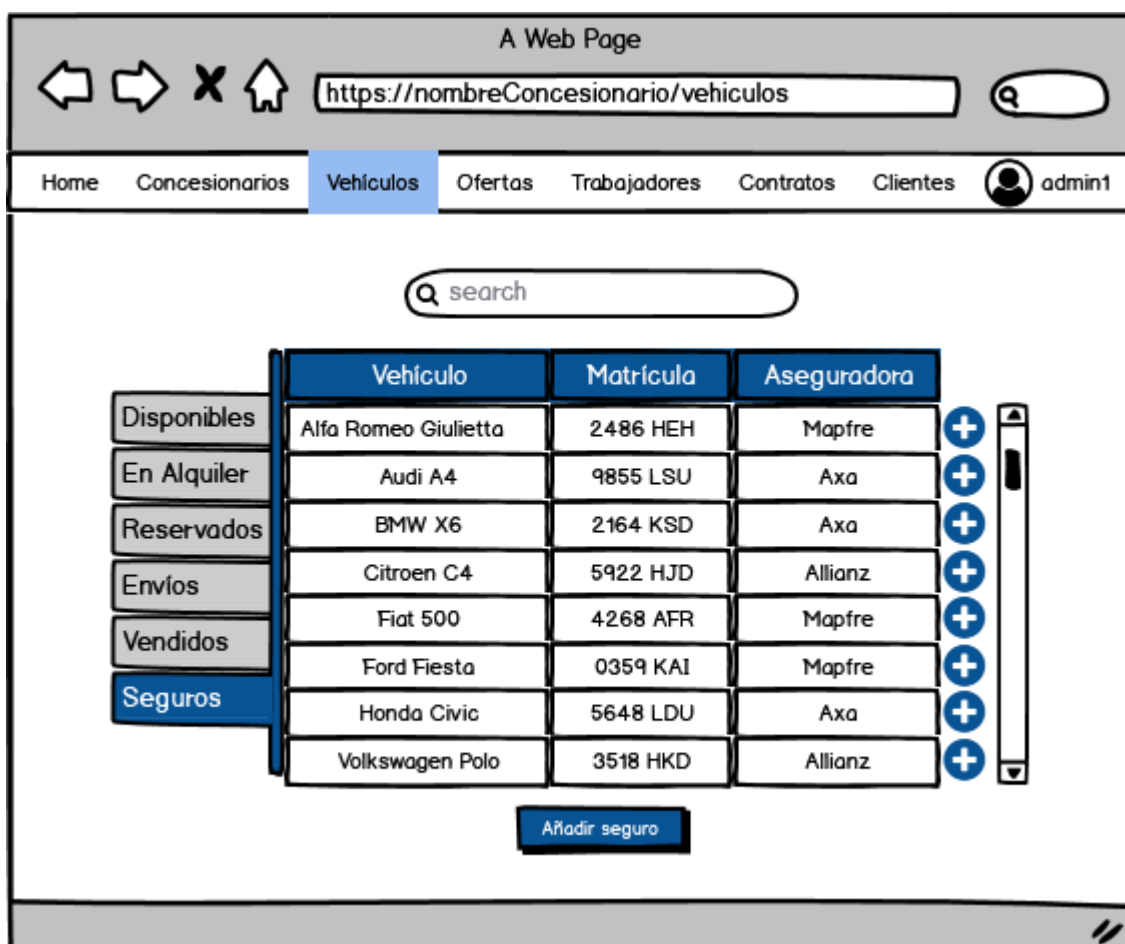 A Web Page
https://nombreConcesionario/vehiculos
Home Concesionarios Vehículos Ofertas Trabajadores Contratos Clientes admin1
search
Vehículo Matrícula Aseguradora
Disponibles
En Alquiler
Reservados
Envíos
Vendidos
Seguros
Alfa Romeo Giulietta 2486 HEH Mapfre
Audi A4 9855 LSU Axa
BMW X6 2164 KSD Axa
Citroen C4 5922 HJD Allianz
Fiat 500 4268 AFR Mapfre
Ford Fiesta 0359 KAI Mapfre
Honda Civic 5648 LDU Axa
Volkswagen Polo 3518 HKD Allianz
Añadir seguro